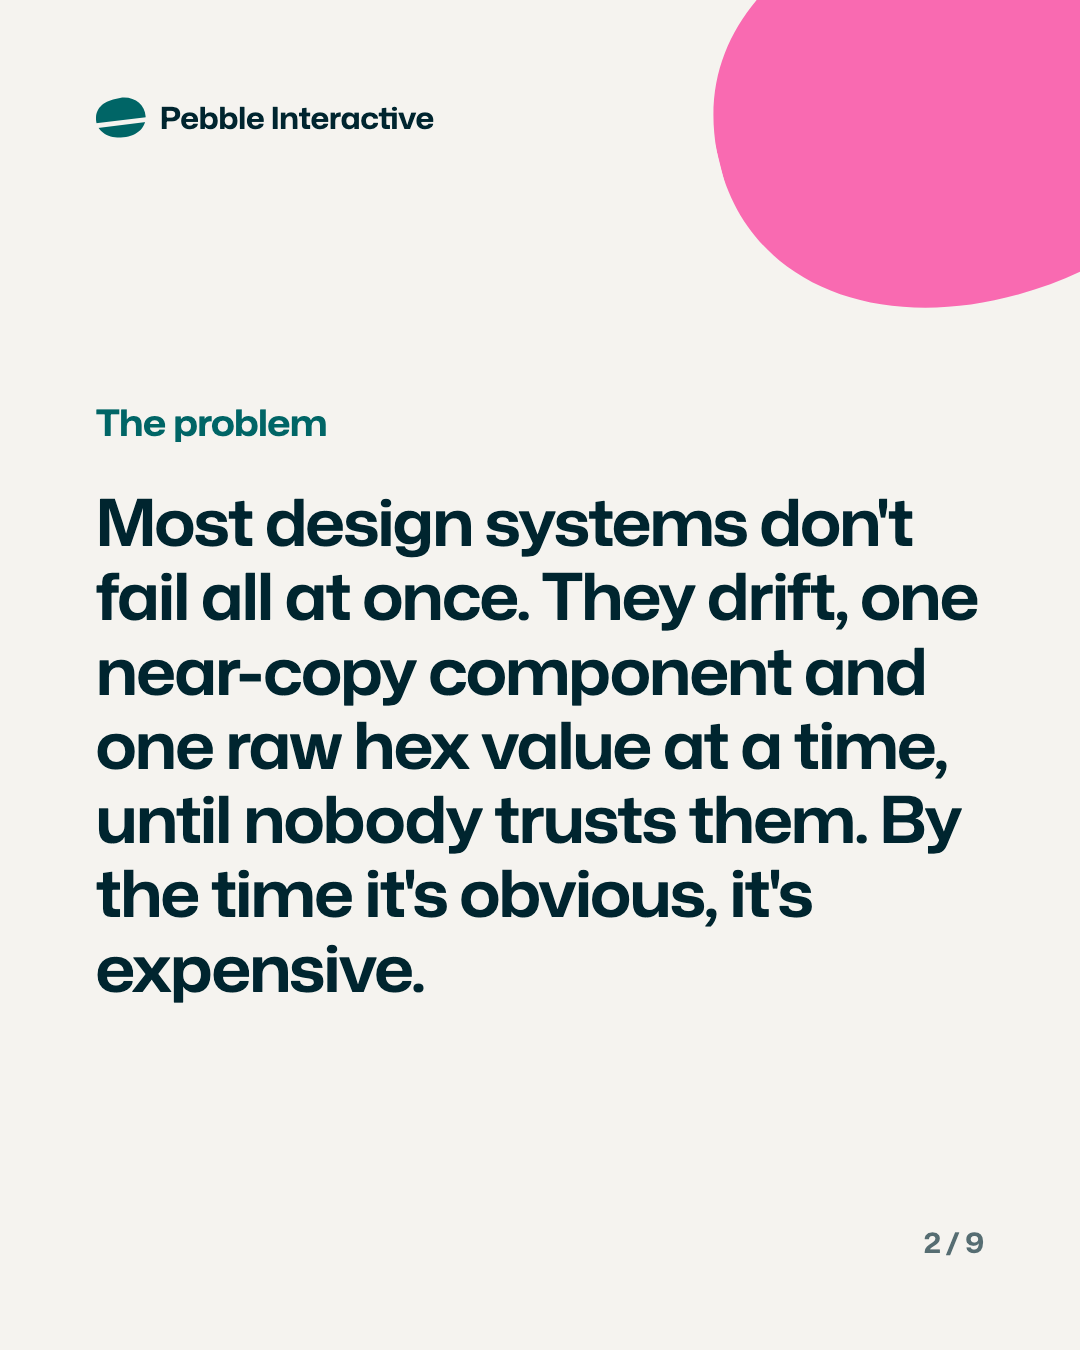 Pebble Interactive
The problem
Most design systems don't
fail all at once. They drift, one
near-copy component and
one raw hex value at a time,
until nobody trusts them. By
the time it's obvious, it's
expensive.
2 / 9